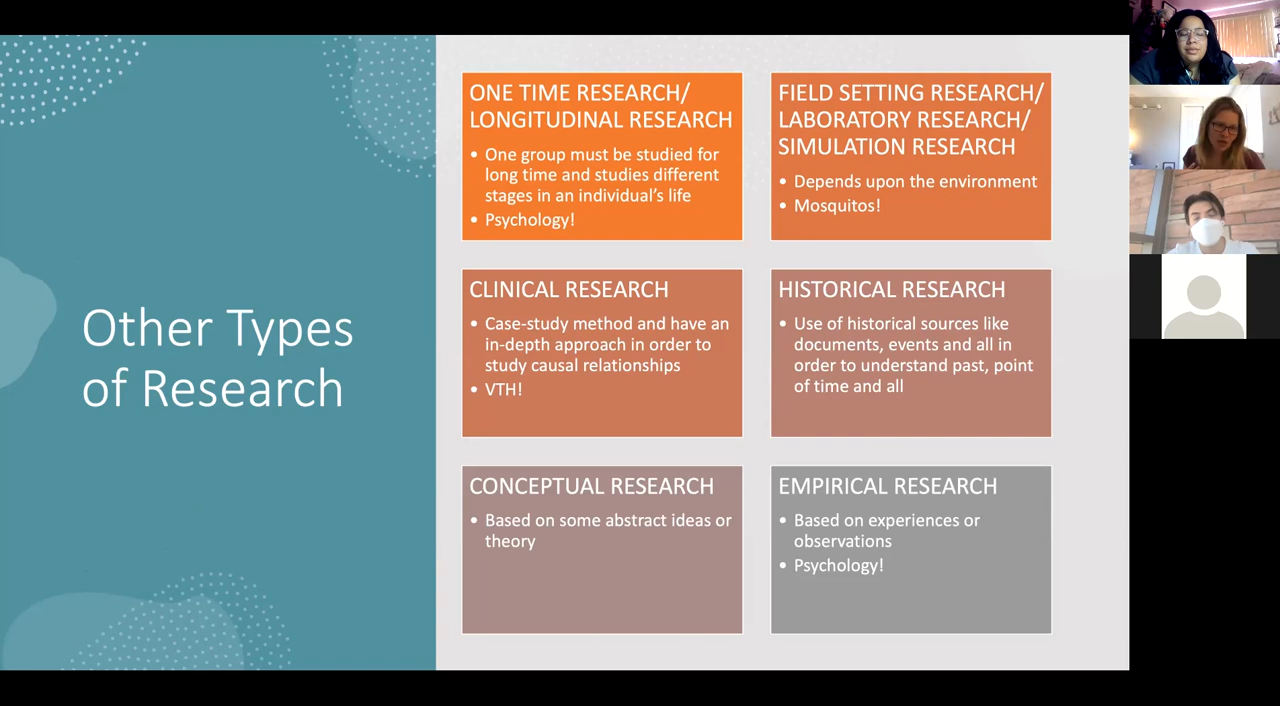 Other Types
of Research
ONE TIME RESEARCH/
LONGITUDINAL RESEARCH
• One group must be studied for
long time and studies different
stages in an individual's life
• Psychology!
FIELD SETTING RESEARCH/
LABORATORY RESEARCH/
SIMULATION RESEARCH
• Depends upon the environment
• Mosquitos!
CLINICAL RESEARCH
• Case-study method and have an
in-depth approach in order to
study causal relationships
• VTH!
HISTORICAL RESEARCH
• Use of historical sources like
documents, events and all in
order to understand past, point
of time and all
CONCEPTUAL RESEARCH
• Based on some abstract ideas or
theory
EMPIRICAL RESEARCH
• Based on experiences or
observations
• Psychology!